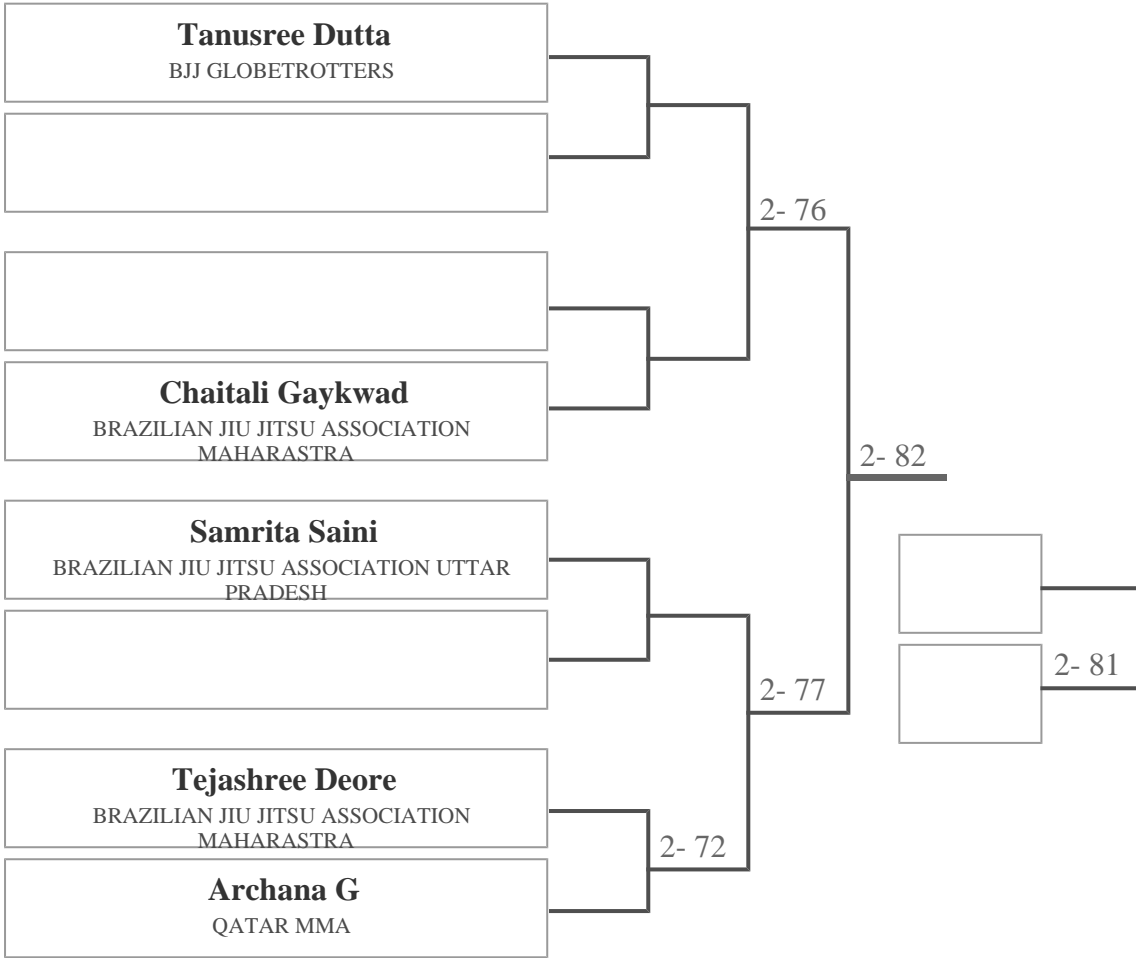 Tanusree Dutta
BJJ GLOBETROTTERS
2- 76
Chaitali Gaykwad
BRAZILIAN JIU JITSU ASSOCIATION
MAHARASTRA
2- 82
Samrita Saini
BRAZILIAN JIU JITSU ASSOCIATION UTTAR
PRADESH
2- 81
2- 77
Tejashree Deore
BRAZILIAN JIU JITSU ASSOCIATION
MAHARASTRA
2- 72
Archana G
QATAR MMA